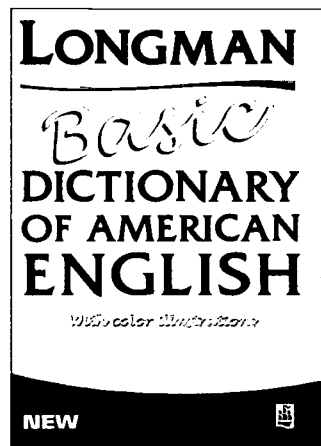 LONGMAN
Basic
DICTIONARY
OF AMERICAN
ENGLISH
With color illustrations
NEW